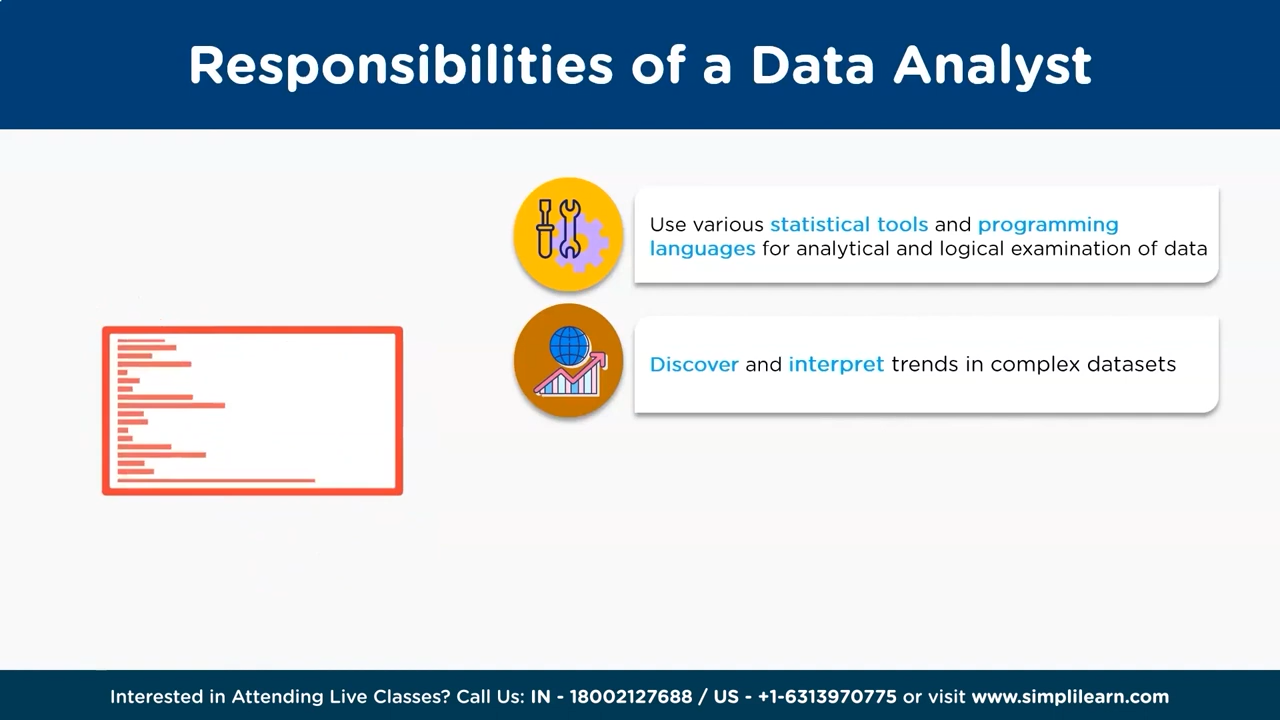 Responsibilities of a Data Analyst
Use various statistical tools and programming
languages for analytical and logical examination of data
Discover and interpret trends in complex datasets
Interested in Attending Live Classes? Call Us: IN - 18002127688 / US - +1-6313970775 or visit www.simplilearn.com